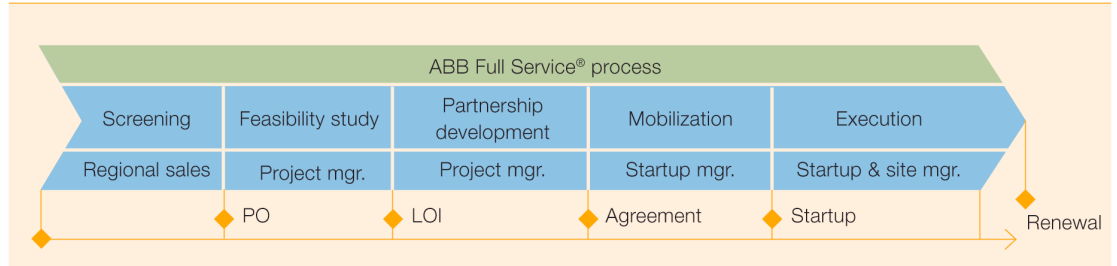 ABB Full Service® process
Screening
Feasibility study
Partnership
development
Mobilization
Execution
Regional sales
Project mgr.
Project mgr.
Startup mgr.
Startup & site mgr.
PO
LOI
Agreement
Startup
Renewal